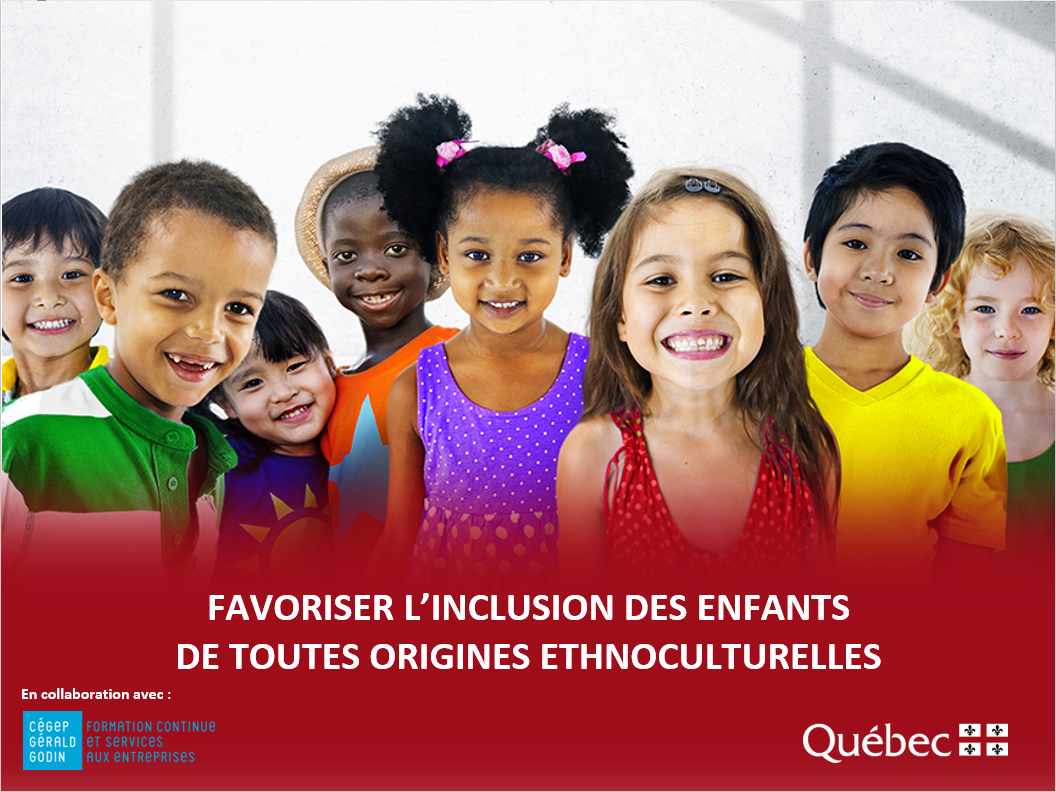 FAVORISER L’INCLUSION DES ENFANTS
DE TOUTES ORIGINES ETHNOCULTURELLES
En collaboration avec :
CÉGEP
GÉRALD
GODIN
FORMATION CONTINUE
ET SERVICES
AUX ENTREPRISES
Québec